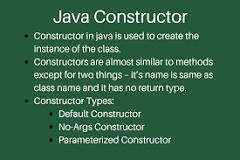 Java Constructor
• Constructor in java is used to create the
instance of the class.
• Constructors are almost similar to methods
except for two things - it's name is same as
class name and it has no return type.
• Constructor Types:
• Default Constructor
• No-Args Constructor
• Parameterized Constructor